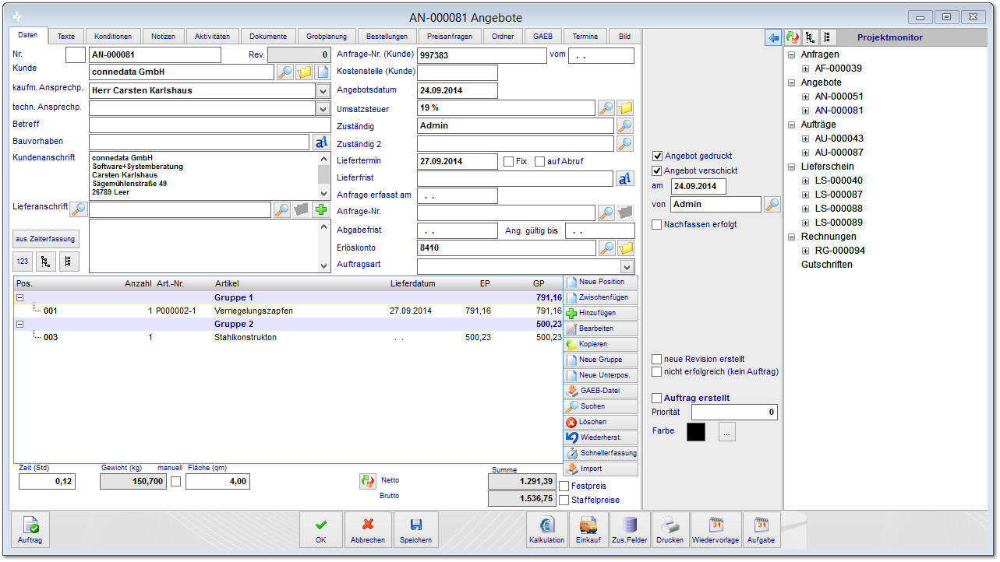 AN-000081 Angebote
Daten Texte Konditionen Notizen Aktivitäten Dokumente Grobplanung Bestellungen Preisanfragen Ordner GAEB Termine Bild
Nr. AN-000081 Rev. 0
Kunde connedata GmbH
kaufm. Ansprechp. Herr Carsten Karlshaus
techn. Ansprechp.
Betreff
Bauvorhaben
Kundenanschrift connedata GmbH
Software+Systemberatung
Carsten Karlshaus
Sägemühlenstraße 49
26789 Leer
Lieferanschrift
aus Zeiterfassung
123
Anfrage-Nr. (Kunde) 997383 vom . .
Kostenstelle (Kunde)
Angebotsdatum 24.09.2014
Umsatzsteuer 19 %
Zuständig Admin
Zuständig 2
Liefertermin 27.09.2014 Fix auf Abruf
Lieferfrist
Anfrage erfasst am . .
Anfrage-Nr.
Abgabefrist . . Ang. gültig bis . .
Erlöskonto 8410
Auftragsart
Pos. Anzahl Art.-Nr. Artikel Lieferdatum EP GP
Gruppe 1 791,16
001 1 P000002-1 Verriegelungszapfen 27.09.2014 791,16 791,16
Gruppe 2 500,23
003 1 Stahlkonstrukton . . 500,23 500,23
Neue Position
Zwischenfügen
Hinzufügen
Bearbeiten
Kopieren
Neue Gruppe
Neue Unterpos.
GAEB-Datei
Suchen
Löschen
Wiederherst.
Schnellerfassung
Import
Zeit (Std) Gewicht (kg) manuell Fläche (qm) Summe
0,12 150,700 4,00 Netto 1.291,39 Festpreis
Brutto 1.536,75 Staffelpreise
Angebot gedruckt
Angebot verschickt
am 24.09.2014
von Admin
Nachfassen erfolgt
neue Revision erstellt
nicht erfolgreich (kein Auftrag)
Auftrag erstellt
Priorität 0
Farbe ...
Projektmonitor
Anfragen
AF-000039
Angebote
AN-000051
AN-000081
Aufträge
AU-000043
AU-000087
Lieferschein
LS-000040
LS-000087
LS-000088
LS-000089
Rechnungen
RG-000094
Gutschriften
Auftrag OK Abbrechen Speichern Kalkulation Einkauf Zus.Felder Drucken Wiedervorlage Aufgabe